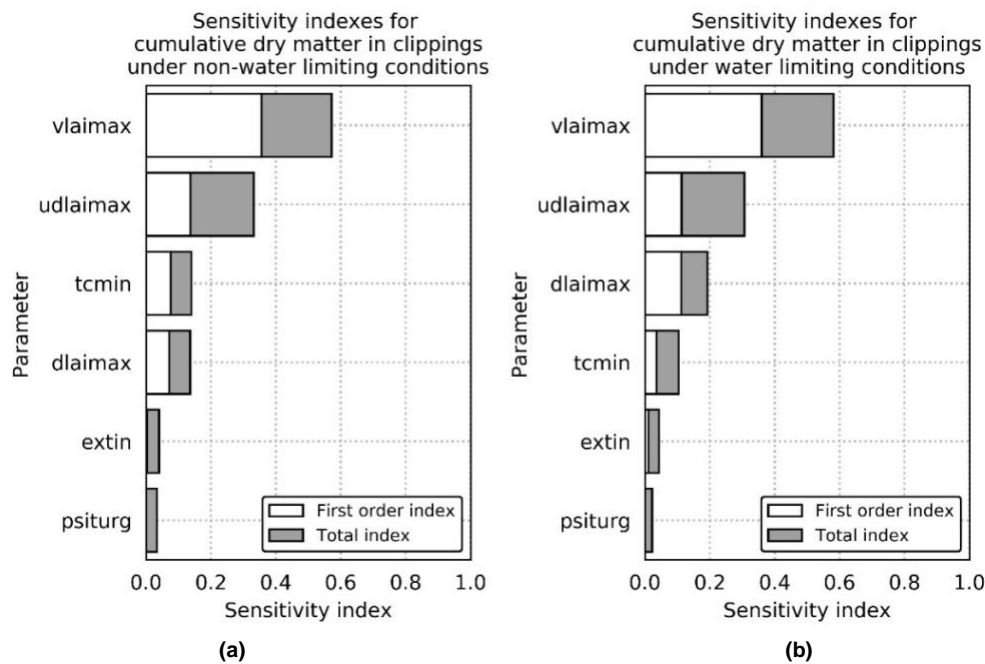 Sensitivity indexes for
cumulative dry matter in clippings
under non-water limiting conditions
vlaimax
udlaimax
tcmin
dlaimax
extin
psiturg
Parameter
First order index
Total index
0.0 0.2 0.4 0.6 0.8 1.0
Sensitivity index
(a)
Sensitivity indexes for
cumulative dry matter in clippings
under water limiting conditions
vlaimax
udlaimax
dlaimax
tcmin
extin
psiturg
Parameter
First order index
Total index
0.0 0.2 0.4 0.6 0.8 1.0
Sensitivity index
(b)